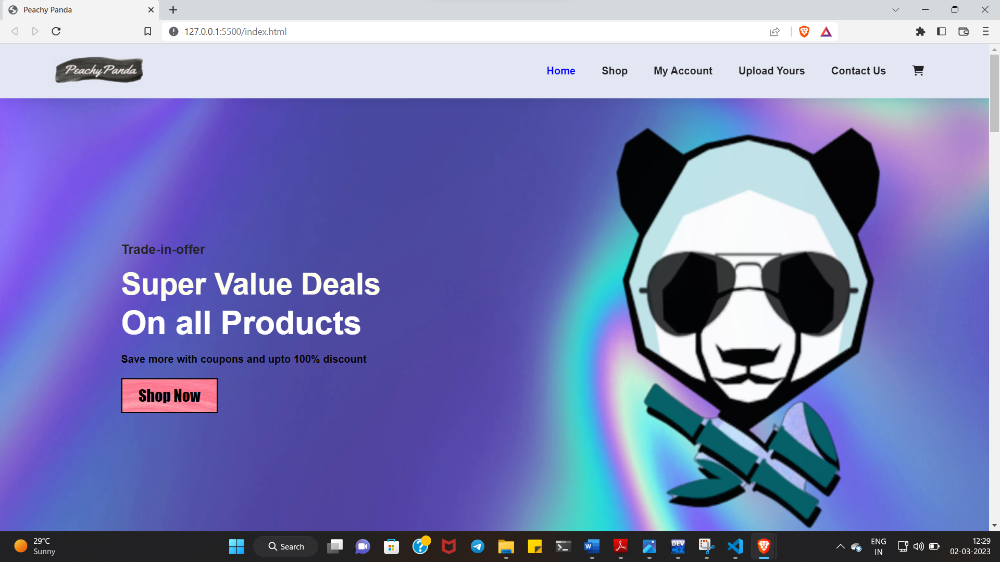 Peachy Panda
127.0.0.1:5500/index.html
Peachy Panda
Home
Shop
My Account
Upload Yours
Contact Us
Trade-in-offer
Super Value Deals
On all Products
Save more with coupons and upto 100% discount
Shop Now
29°C
Sunny
Search
W
DEV
C++
ENG
IN
12:29
02-03-2023